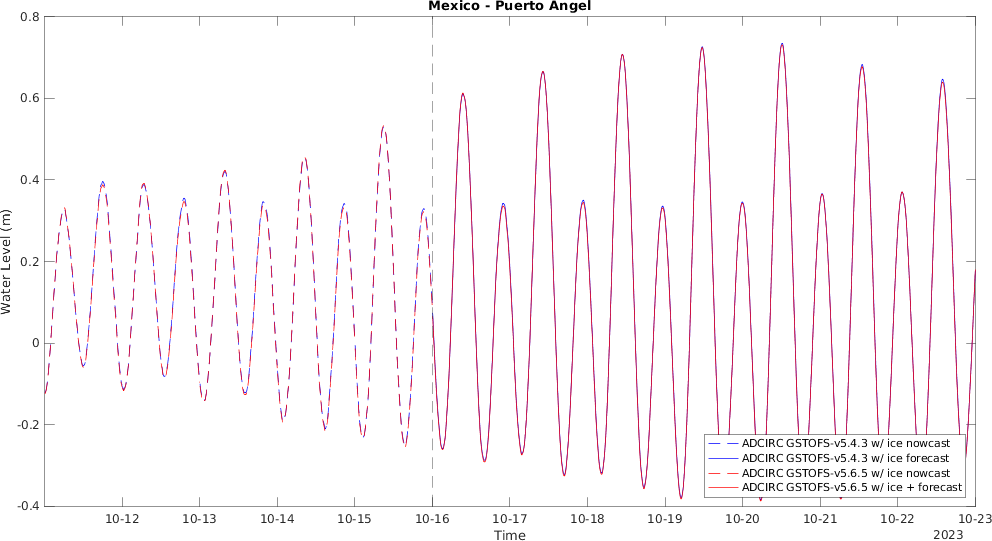 Mexico - Puerto Angel
Water Level (m)
0.8
0.6
0.4
0.2
0
-0.2
-0.4
ADCIRC GSTOFS-v5.4.3 w/ ice nowcast
ADCIRC GSTOFS-v5.4.3 w/ ice forecast
ADCIRC GSTOFS-v5.6.5 w/ ice nowcast
ADCIRC GSTOFS-v5.6.5 w/ ice + forecast
10-12 10-13 10-14 10-15 10-16 10-17 10-18 10-19 10-20 10-21 10-22 10-23
Time
2023